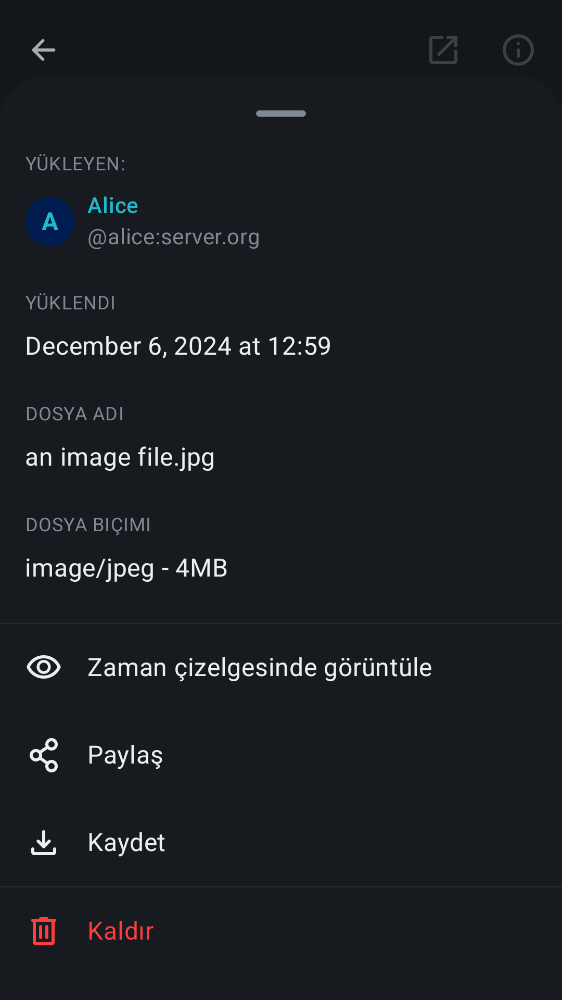 YÜKLEYEN:
A
Alice
@alice:server.org
YÜKLENDI
December 6, 2024 at 12:59
DOSYA ADI
an image file.jpg
DOSYA BIÇIMI
image/jpeg - 4MB
Zaman çizelgesinde görüntüle
Paylaş
Kaydet
Kaldır